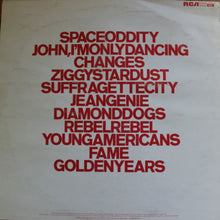 RCA
SPACEODDITY
JOHN,I'MONLYDANCING
CHANGES
ZIGGYSTARDUST
SUFFRAGETTECITY
JEANGENIE
DIAMONDDOGS
REBELREBEL
YOUNGAMERICANS
FAME
GOLDENYEARS